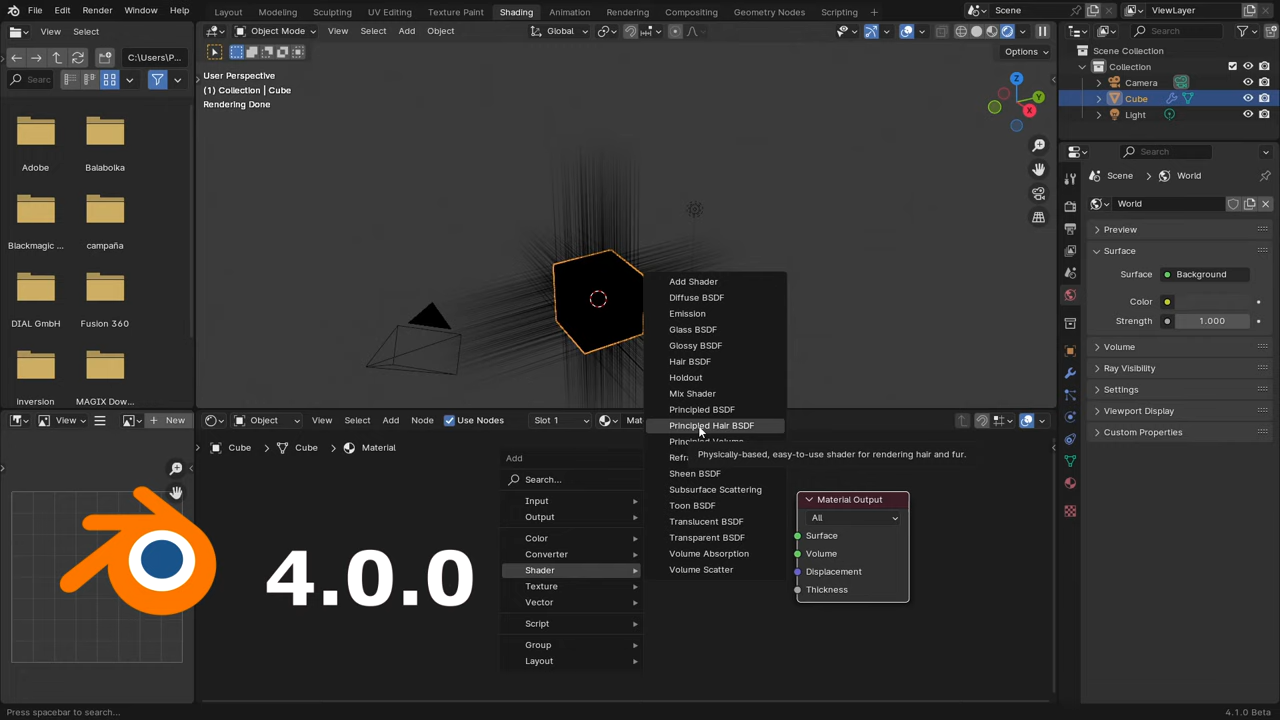 File Edit Render Window Help Layout Modeling Sculpting UV Editing Texture Paint Shading Animation Rendering Compositing Geometry Nodes Scripting + Scene ViewLayer
View Select Object Mode View Select Add Object Global Search
C:\Users\P... Options
Searc
User Perspective
(1) Collection | Cube
Rendering Done
Z
Y
X
Adobe Balabolka
Blackmagic ... campaña
DIAL GmbH Fusion 360
inversion MAGIX Dow...
Scene Collection
Collection
Camera
Cube
Light
Search
Scene World
World
Preview
Surface
Surface Background
Color
Strength 1.000
Volume
Ray Visibility
Settings
Viewport Display
Custom Properties
View New Object View Select Add Node Use Nodes Slot 1 Mat
Cube Cube Material
Add
Search...
Input
Output
Color
Converter
Shader
Texture
Vector
Script
Group
Layout
Add Shader
Diffuse BSDF
Emission
Glass BSDF
Glossy BSDF
Hair BSDF
Holdout
Mix Shader
Principled BSDF
Principled Hair BSDF
Principled Volume
Refra
Physically-based, easy-to-use shader for rendering hair and fur.
Sheen BSDF
Subsurface Scattering
Toon BSDF
Translucent BSDF
Transparent BSDF
Volume Absorption
Volume Scatter
Material Output
All
Surface
Volume
Displacement
Thickness
4.0.0
Press spacebar to search... 4.1.0 Beta